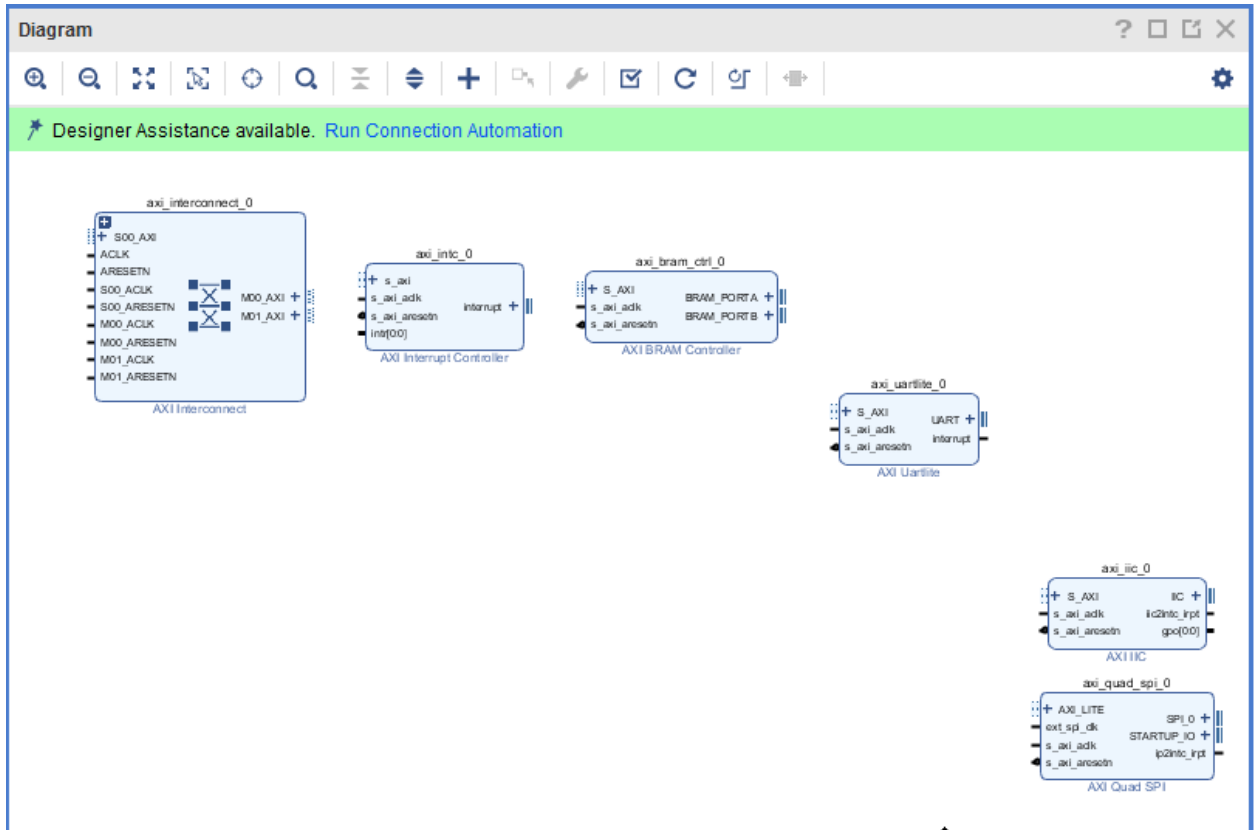 Diagram
Designer Assistance available. Run Connection Automation
axi_interconnect_0
S00_AXI
ACLK
ARESETN
S00_ACLK
S00_ARESETN
M00_ACLK
M00_ARESETN
M01_ACLK
M01_ARESETN
M00_AXI
M01_AXI
AXI Interconnect
axi_intc_0
s_axi
s_axi_aclk
s_axi_aresetn
intr[0:0]
interrupt
AXI Interrupt Controller
axi_bram_ctrl_0
S_AXI
s_axi_aclk
s_axi_aresetn
BRAM_PORTA
BRAM_PORTB
AXI BRAM Controller
axi_uartlite_0
S_AXI
s_axi_aclk
s_axi_aresetn
UART
interrupt
AXI Uartlite
axi_iic_0
S_AXI
s_axi_aclk
s_axi_aresetn
IIC
iic2intc_irpt
gpo[0:0]
AXI IIC
axi_quad_spi_0
AXI_LITE
ext_spi_clk
s_axi_aclk
s_axi_aresetn
SPI_0
STARTUP_IO
ip2intc_irpt
AXI Quad SPI